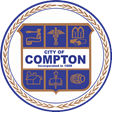 CITY OF
COMPTON
Incorporated in 1888